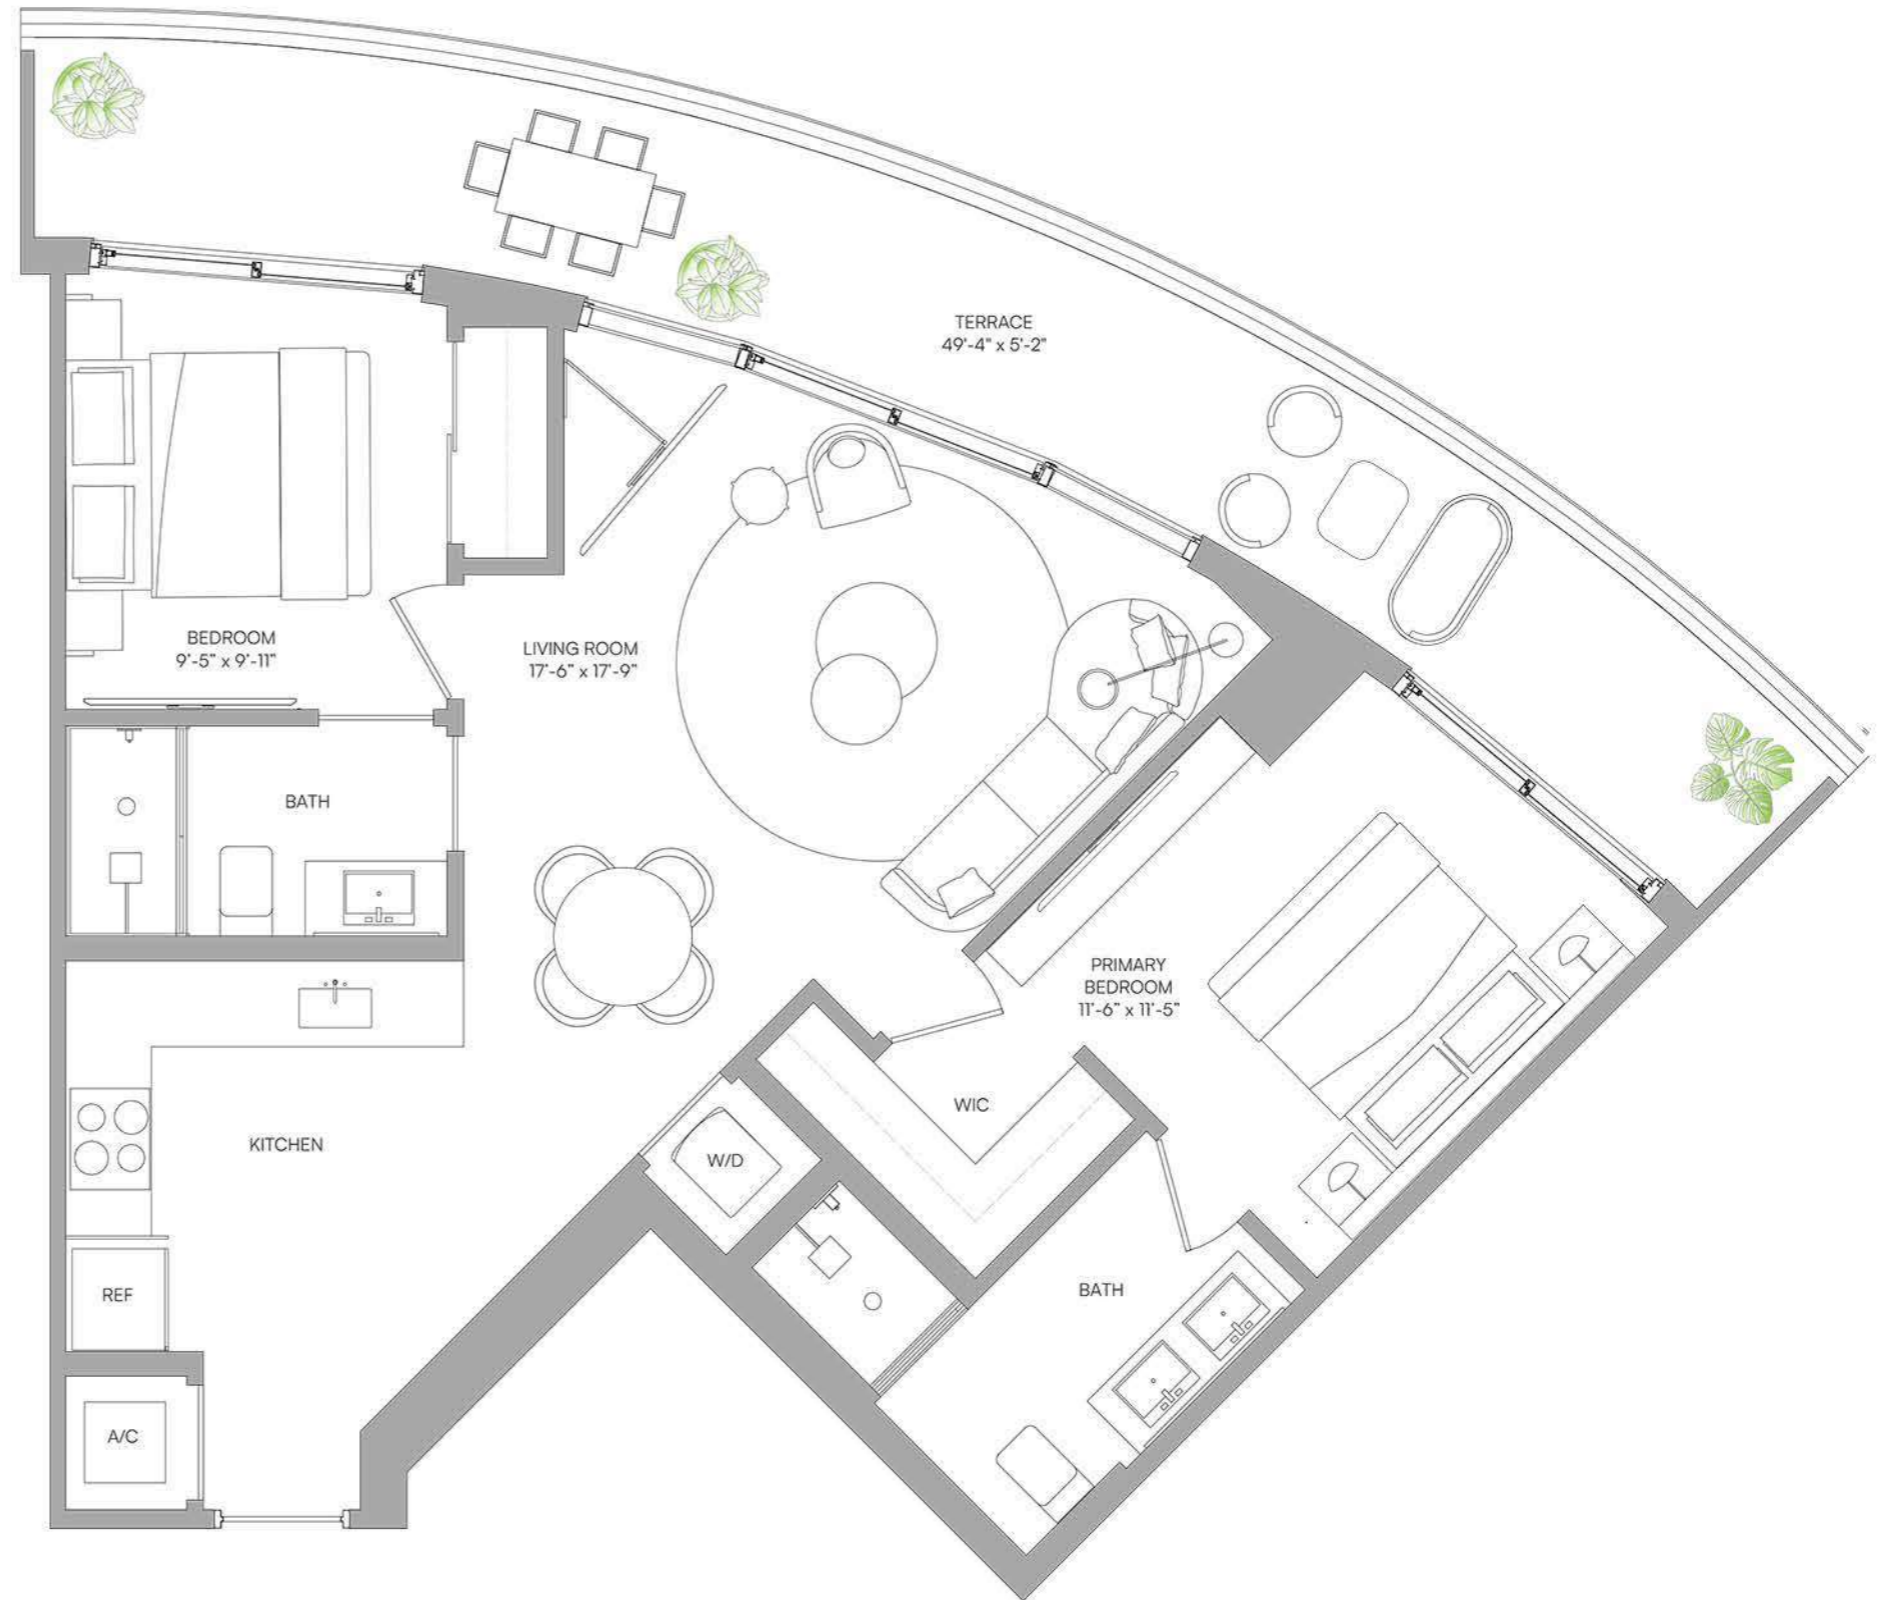 TERRACE
49'-4" x 5'-2"
BEDROOM
9'-5" x 9'-11"
LIVING ROOM
17'-6" x 17'-9"
BATH
PRIMARY
BEDROOM
11'-6" x 11'-5"
WIC
KITCHEN
W/D
REF
BATH
A/C